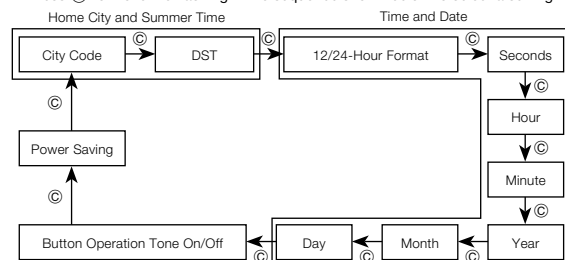 Home City and Summer Time Time and Date
City Code Ⓒ DST Ⓒ 12/24-Hour Format Ⓒ Seconds
Ⓒ
Hour
Ⓒ
Minute
Ⓒ
Year
Ⓒ
Month
Ⓒ
Day
Ⓒ
Button Operation Tone On/Off
Ⓒ
Power Saving
Ⓒ